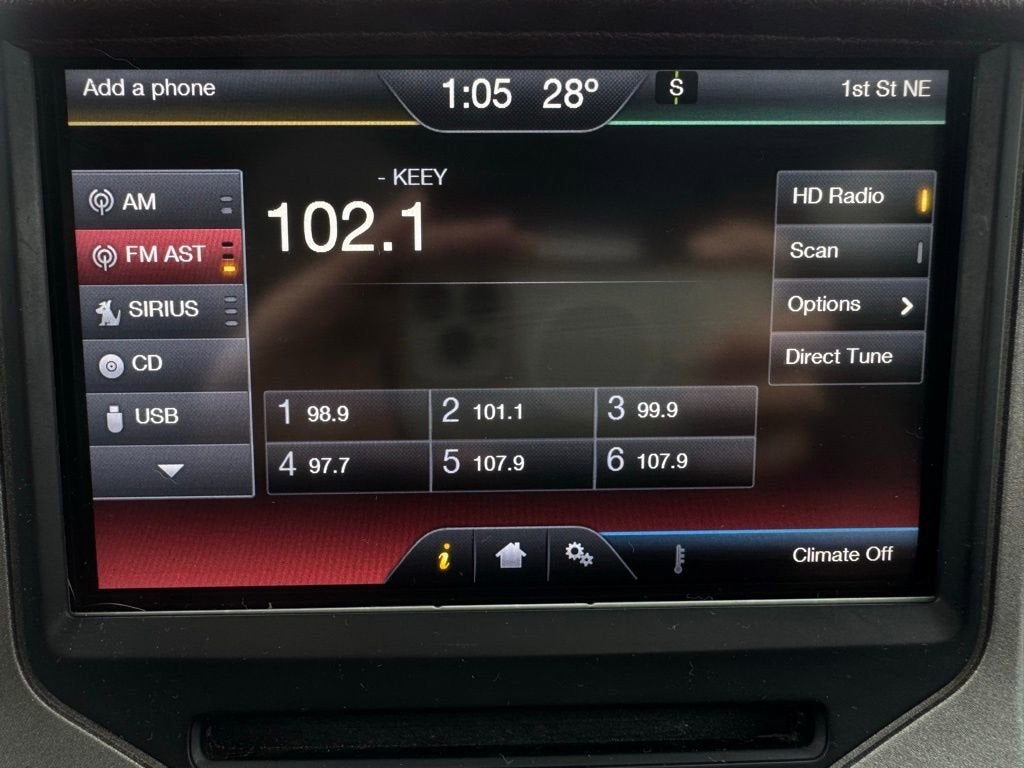 Add a phone
1:05 28°
S
1st St NE
AM
FM AST
SIRIUS
CD
USB
- KEEY
102.1
HD Radio
Scan
Options
Direct Tune
1 98.9 2 101.1 3 99.9
4 97.7 5 107.9 6 107.9
i
Climate Off